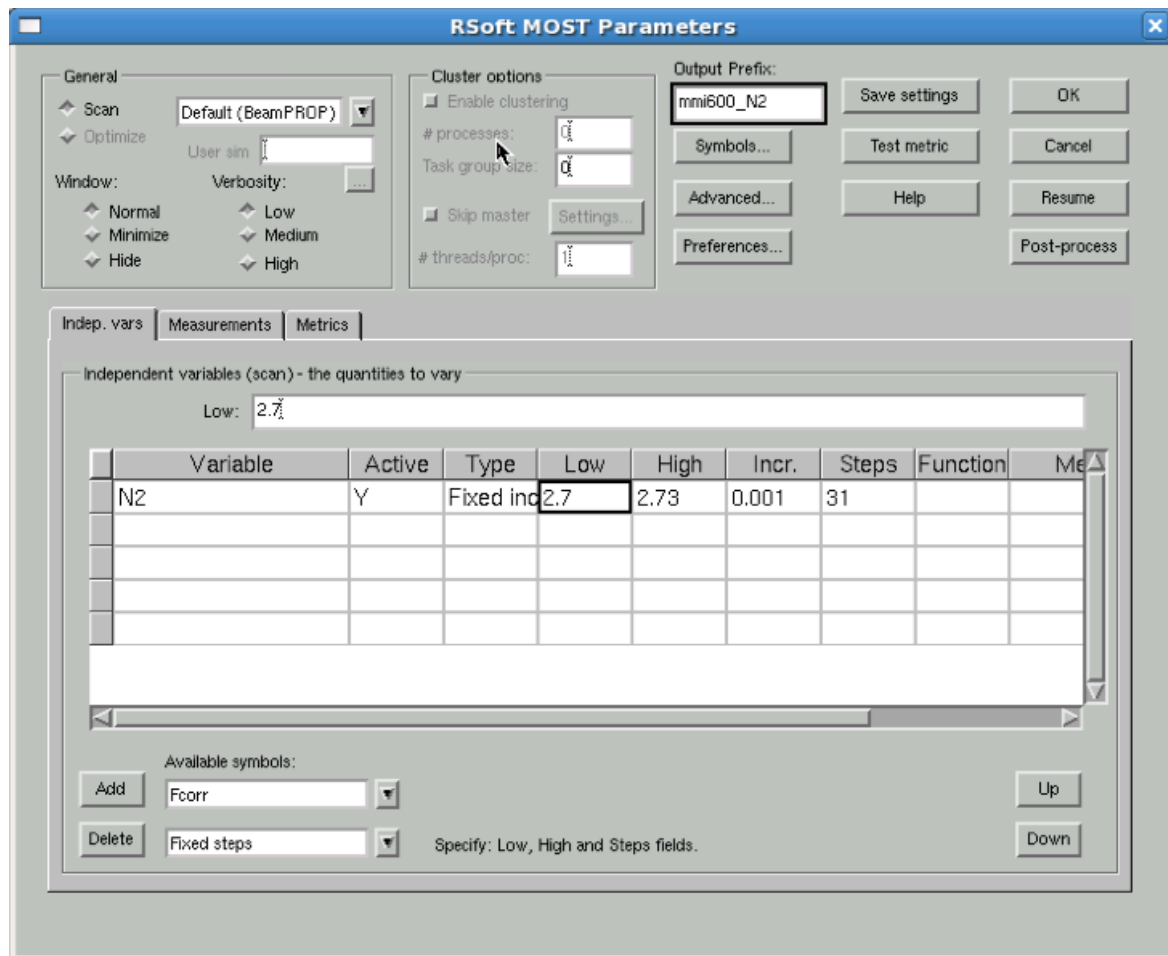 RSoft MOST Parameters
General
Scan
Optimize
Default (BeamPROP)
User sim
Window:
Verbosity:
...
Normal
Minimize
Hide
Low
Medium
High
Cluster options
Enable clustering
# processes:
0
Task group size:
0
Skip master
Settings...
# threads/proc:
1
Output Prefix:
mmi600_N2
Symbols...
Advanced...
Preferences...
Save settings
Test metric
Help
OK
Cancel
Resume
Post-process
Indep. vars
Measurements
Metrics
Independent variables (scan) - the quantities to vary
Low: 2.7
Variable Active Type Low High Incr. Steps Function Me
N2 Y Fixed inc 2.7 2.73 0.001 31
Available symbols:
Add
Fcorr
Up
Delete
Fixed steps
Specify: Low, High and Steps fields.
Down